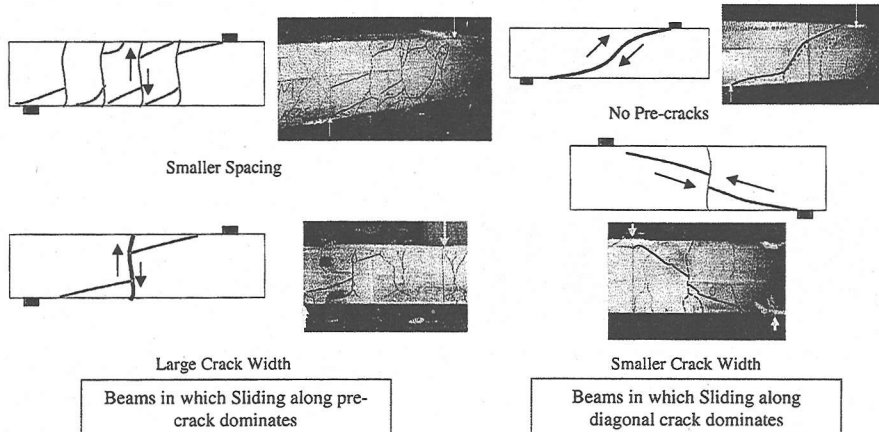 Smaller Spacing
No Pre-cracks
Large Crack Width
Smaller Crack Width
Beams in which Sliding along pre-
crack dominates
Beams in which Sliding along
diagonal crack dominates